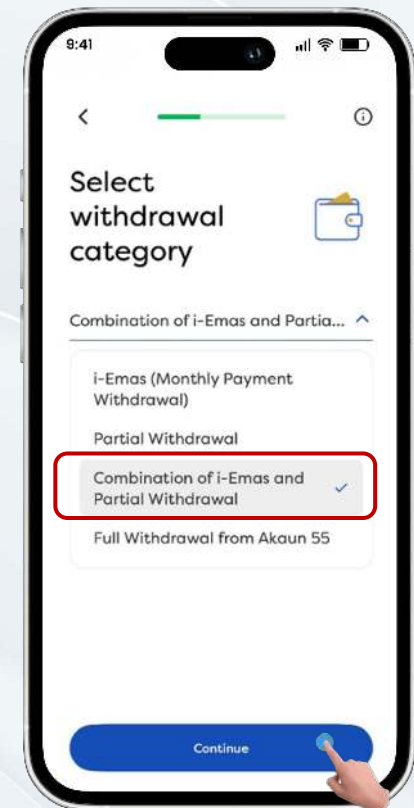 9:41
Select
withdrawal
category
Combination of i-Emas and Partia...
i-Emas (Monthly Payment
Withdrawal)
Partial Withdrawal
Combination of i-Emas and
Partial Withdrawal
Full Withdrawal from Akaun 55
Continue